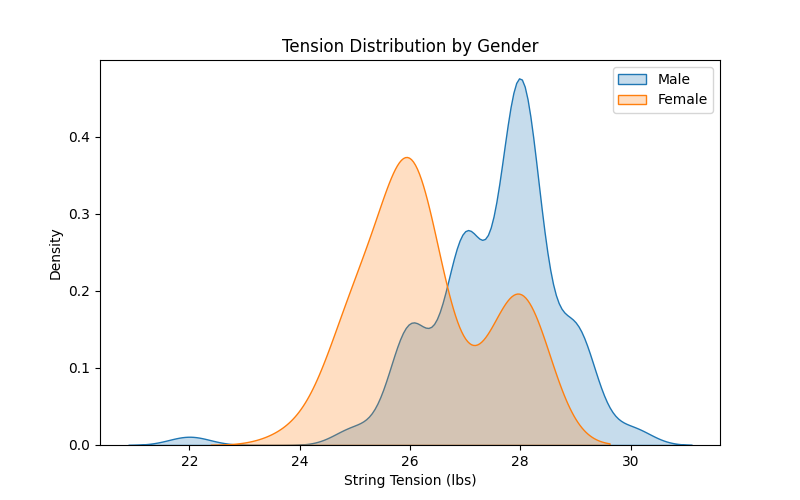 Tension Distribution by Gender
Male
Female
Density
0.4
0.3
0.2
0.1
0.0
22 24 26 28 30
String Tension (lbs)